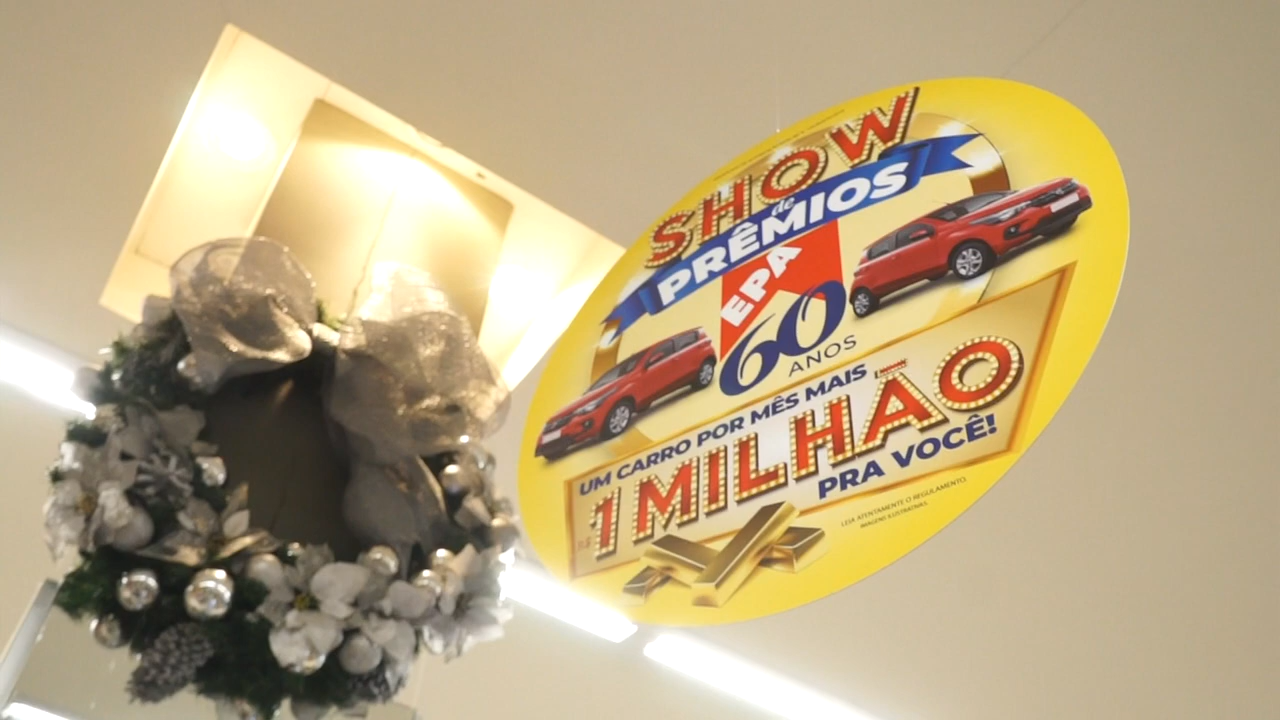 SHOW
de
PRÊMIOS
EPA
60
ANOS
UM CARRO POR MÊS MAIS
R$ 1 MILHÃO
PRA VOCÊ!
LEIA ATENTAMENTE O REGULAMENTO.
IMAGENS ILUSTRATIVAS.